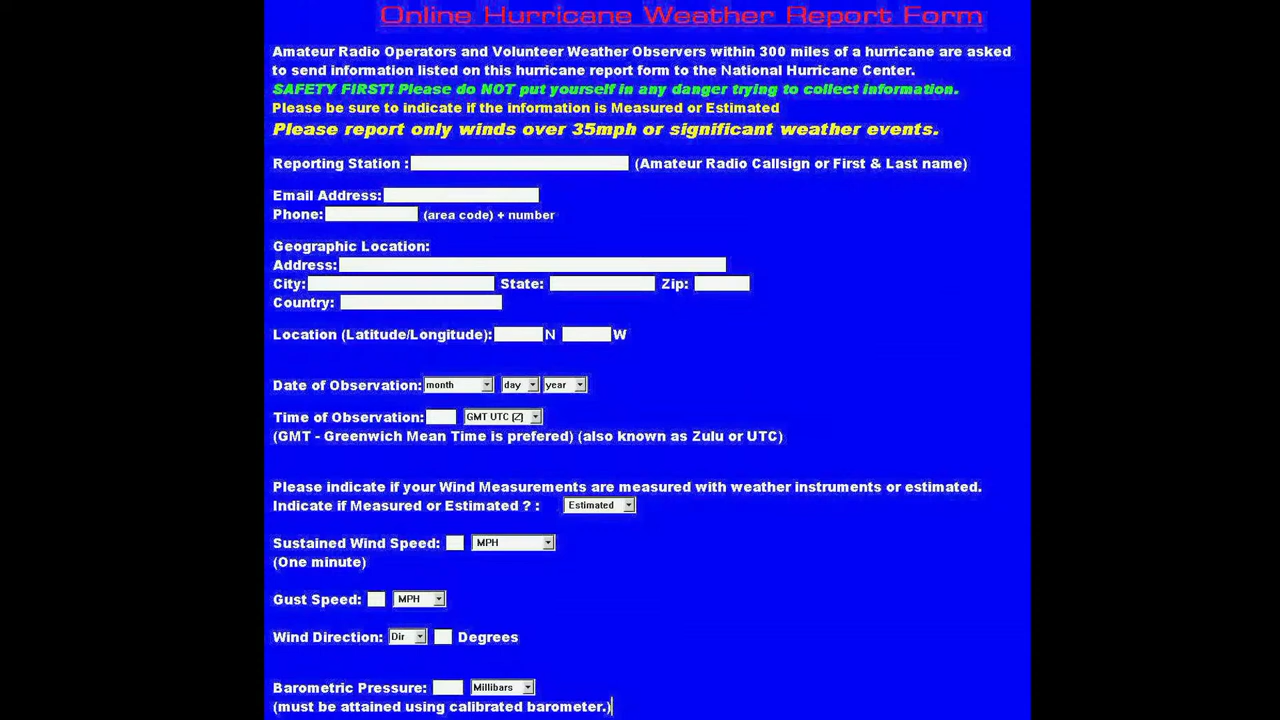 Online Hurricane Weather Report Form
Amateur Radio Operators and Volunteer Weather Observers within 300 miles of a hurricane are asked
to send information listed on this hurricane report form to the National Hurricane Center.
SAFETY FIRST! Please do NOT put yourself in any danger trying to collect information.
Please be sure to indicate if the information is Measured or Estimated
Please report only winds over 35mph or significant weather events.
Reporting Station : (Amateur Radio Callsign or First & Last name)
Email Address:
Phone: (area code) + number
Geographic Location:
Address:
City: State: Zip:
Country:
Location (Latitude/Longitude): N W
Date of Observation: month day year
Time of Observation: GMT UTC (Z)
(GMT - Greenwich Mean Time is prefered) (also known as Zulu or UTC)
Please indicate if your Wind Measurements are measured with weather instruments or estimated.
Indicate if Measured or Estimated ? : Estimated
Sustained Wind Speed: MPH
(One minute)
Gust Speed: MPH
Wind Direction: Dir Degrees
Barometric Pressure: Millibars
(must be attained using calibrated barometer.)